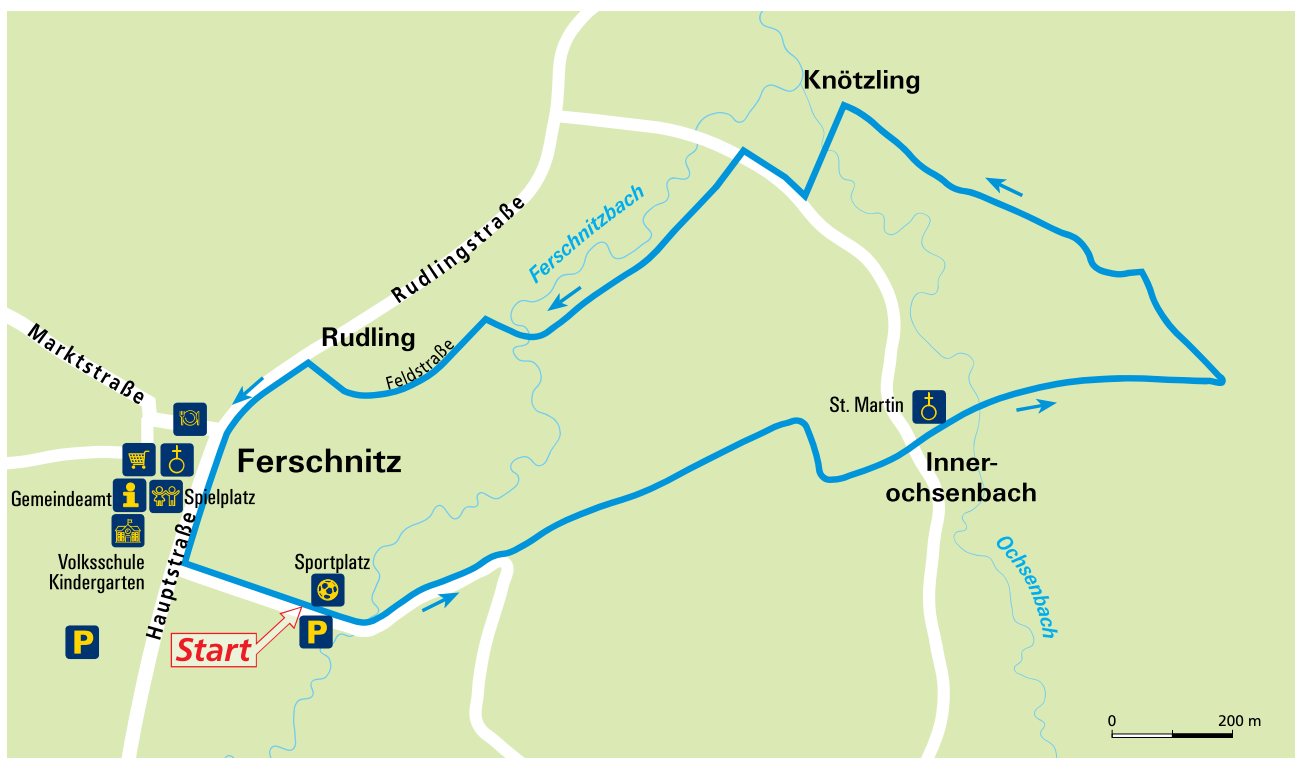 Knötzling
Ferschnitzbach
Rudlingstraße
Rudling
Feldstraße
Marktstraße
St. Martin
Ferschnitz
Inner-
ochsenbach
Gemeindeamt
Spielplatz
Volksschule
Kindergarten
Hauptstraße
Sportplatz
Ochsenbach
P
P
Start
0 200 m